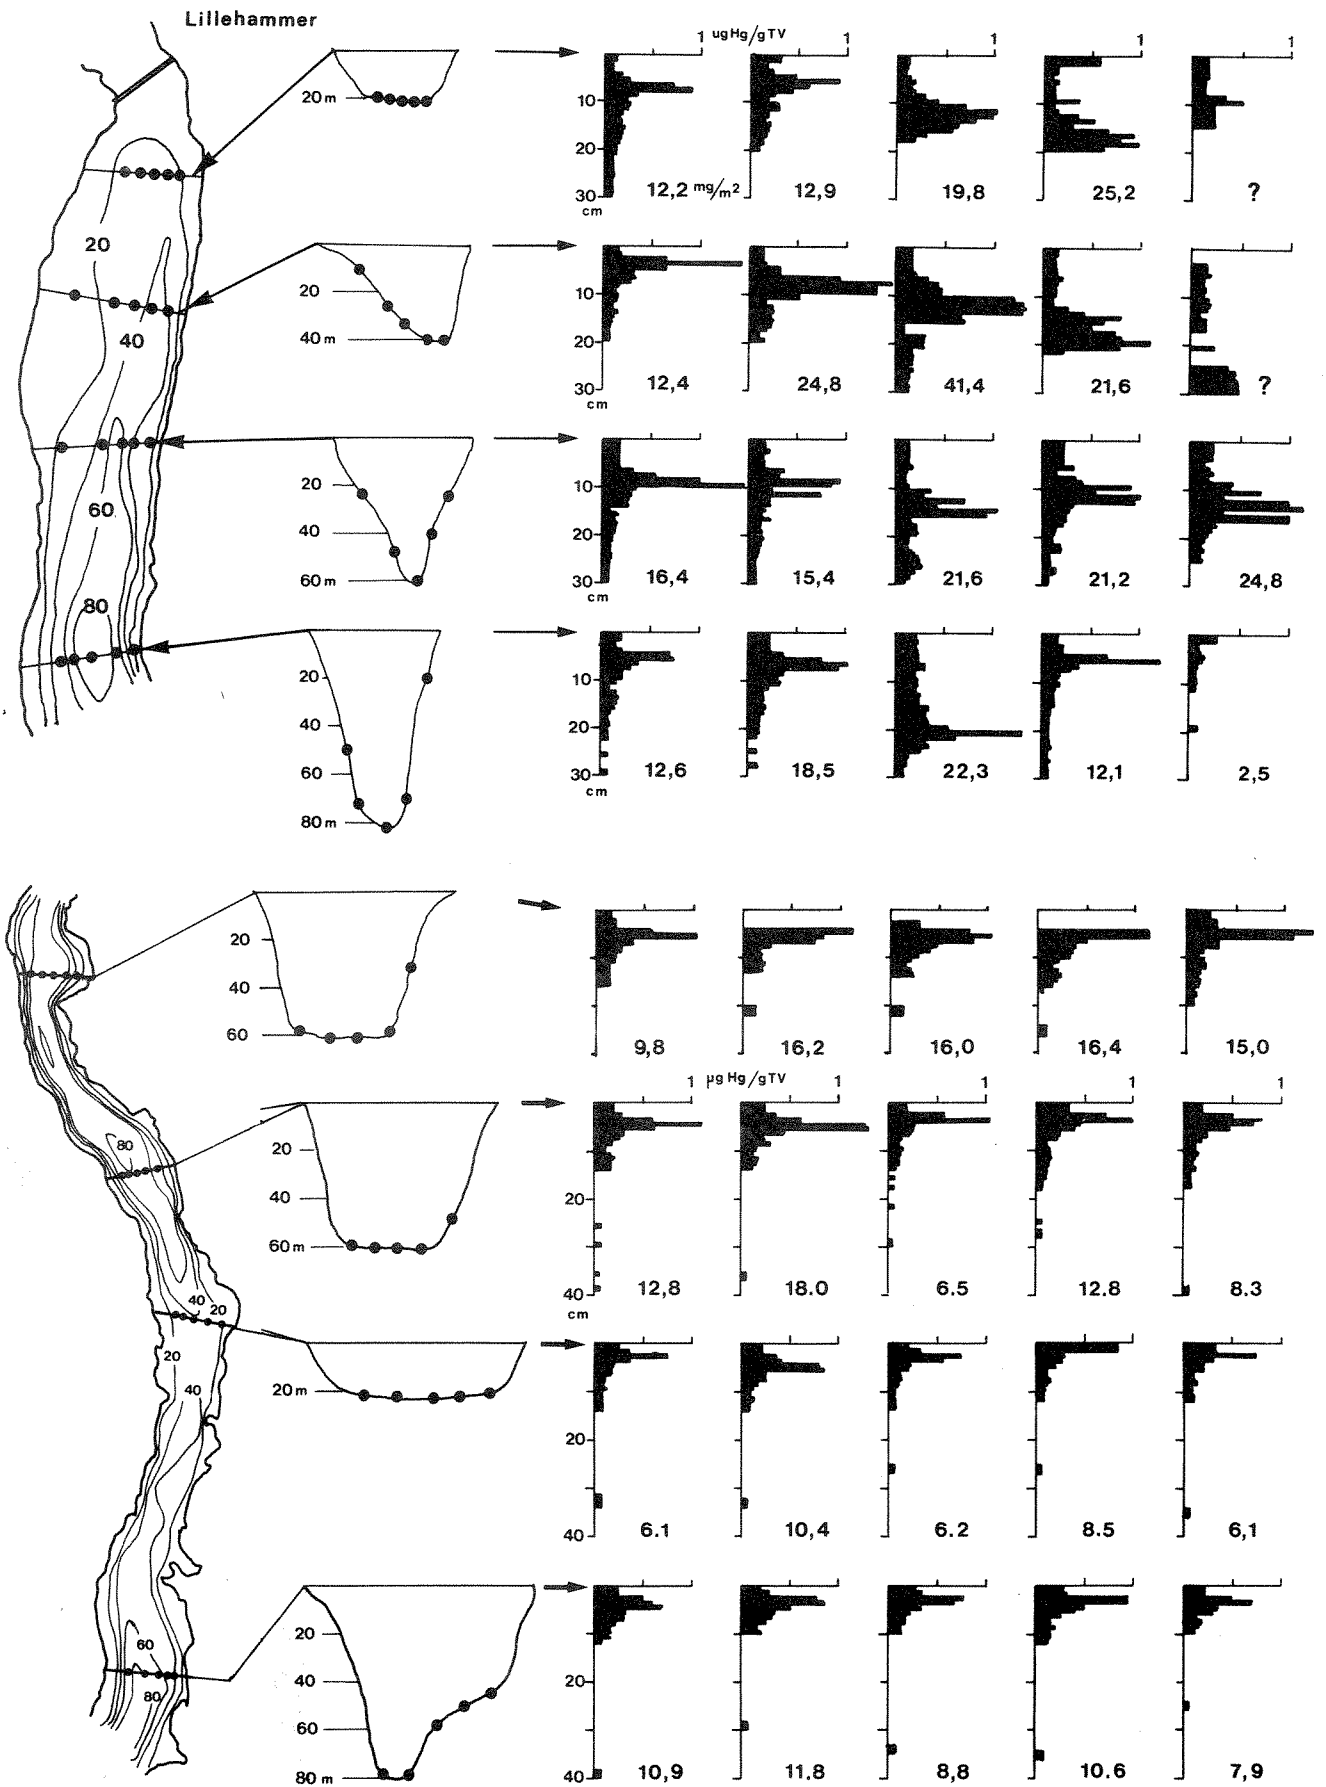 Lillehammer
ug Hg/gTV
1 1 1 1 1
20 m
10
20
30
cm
12,2 mg/m² 12,9 19,8 25,2 ?
20
40
20
40 m
10
20
30
cm
12,4 24,8 41,4 21,6 ?
60
20
40
60 m
10
20
30
cm
16,4 15,4 21,6 21,2 24,8
80
20
40
60
80 m
10
20
30
cm
12,6 18,5 22,3 12,1 2,5
20
40
60
9,8 16,2 16,0 16,4 15,0
µg Hg/gTV
1 1 1 1 1
80
20
40
60 m
20
40
cm
12,8 18.0 6.5 12.8 8.3
40 20
20
40
20 m
20
40
6.1 10,4 6.2 8.5 6,1
60
80
20
40
60
80 m
20
40
10,9 11.8 8,8 10.6 7,9